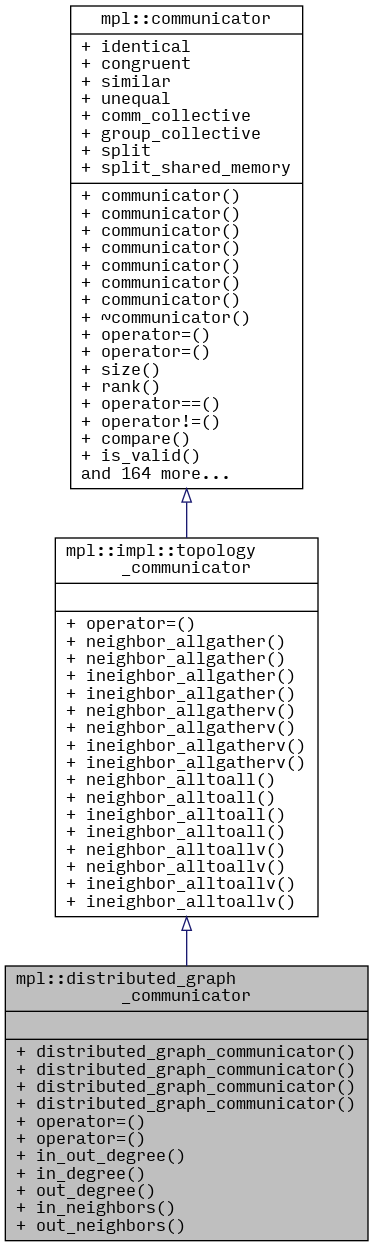 mpl::communicator
+ identical
+ congruent
+ similar
+ unequal
+ comm_collective
+ group_collective
+ split
+ split_shared_memory
+ communicator()
+ communicator()
+ communicator()
+ communicator()
+ communicator()
+ communicator()
+ communicator()
+ ~communicator()
+ operator=()
+ operator=()
+ size()
+ rank()
+ operator==()
+ operator!=()
+ compare()
+ is_valid()
and 164 more...
mpl::impl::topology
_communicator
+ operator=()
+ neighbor_allgather()
+ neighbor_allgather()
+ ineighbor_allgather()
+ ineighbor_allgather()
+ neighbor_allgatherv()
+ neighbor_allgatherv()
+ ineighbor_allgatherv()
+ ineighbor_allgatherv()
+ neighbor_alltoall()
+ neighbor_alltoall()
+ ineighbor_alltoall()
+ ineighbor_alltoall()
+ neighbor_alltoallv()
+ neighbor_alltoallv()
+ ineighbor_alltoallv()
+ ineighbor_alltoallv()
mpl::distributed_graph
_communicator
+ distributed_graph_communicator()
+ distributed_graph_communicator()
+ distributed_graph_communicator()
+ distributed_graph_communicator()
+ operator=()
+ operator=()
+ in_out_degree()
+ in_degree()
+ out_degree()
+ in_neighbors()
+ out_neighbors()